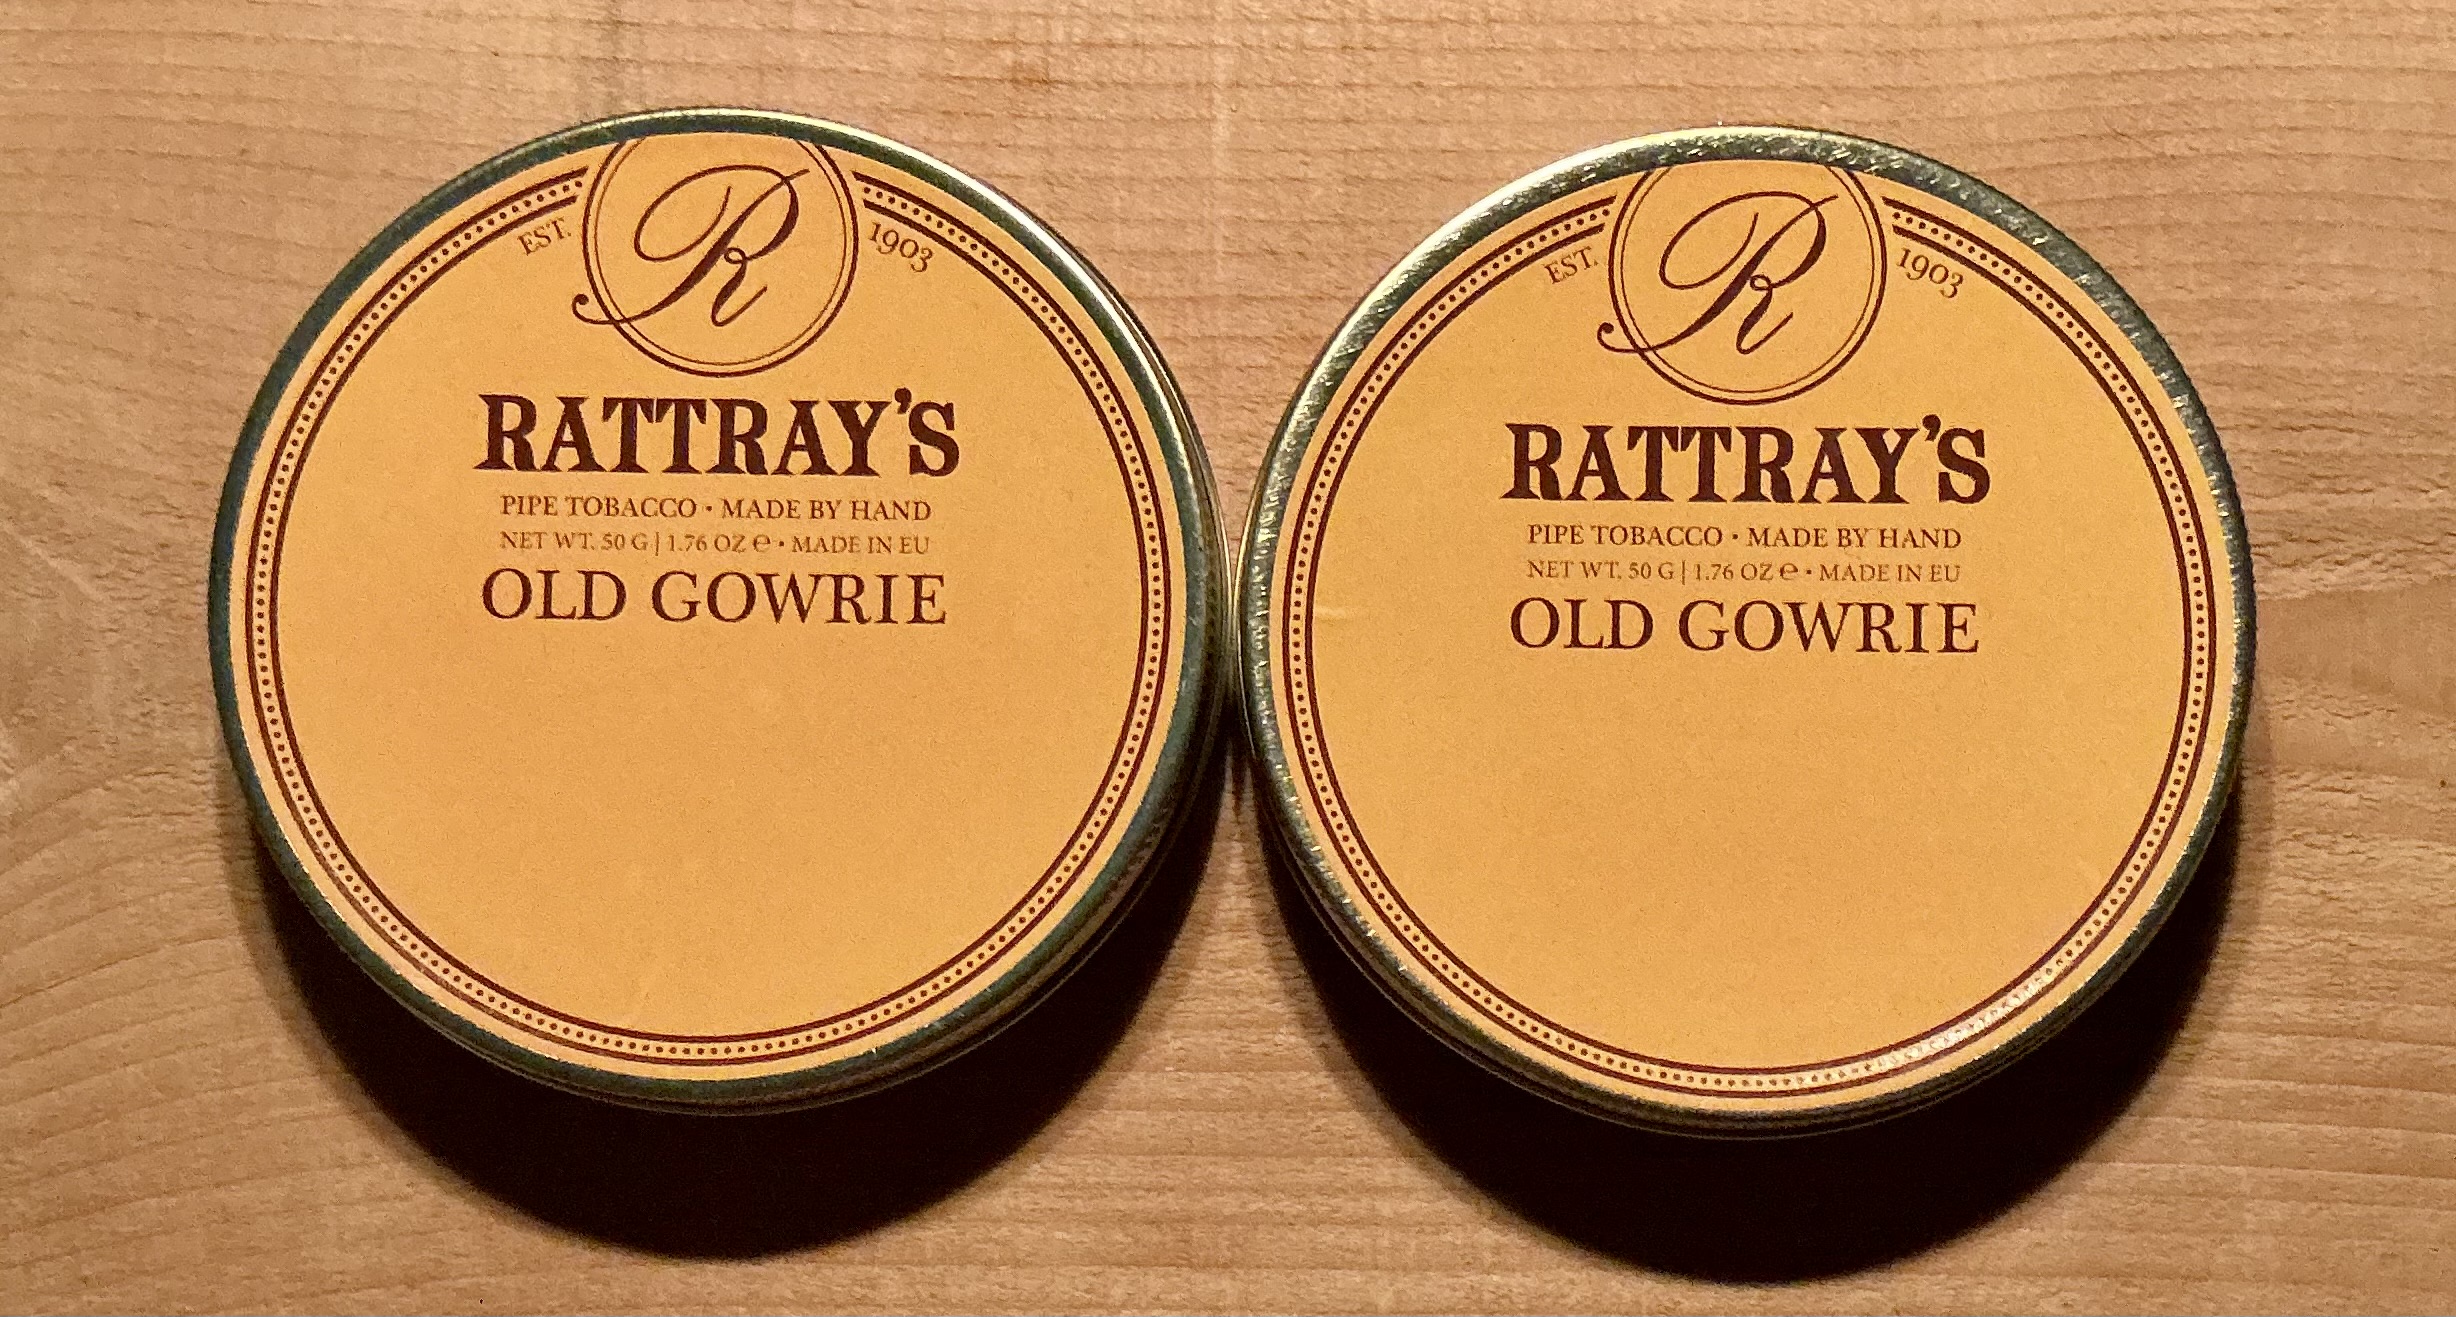 EST. R 1903
RATTRAY'S
PIPE TOBACCO • MADE BY HAND
NET WT. 50 G | 1.76 OZ ℮ • MADE IN EU
OLD GOWRIE
EST. R 1903
RATTRAY'S
PIPE TOBACCO • MADE BY HAND
NET WT. 50 G | 1.76 OZ ℮ • MADE IN EU
OLD GOWRIE